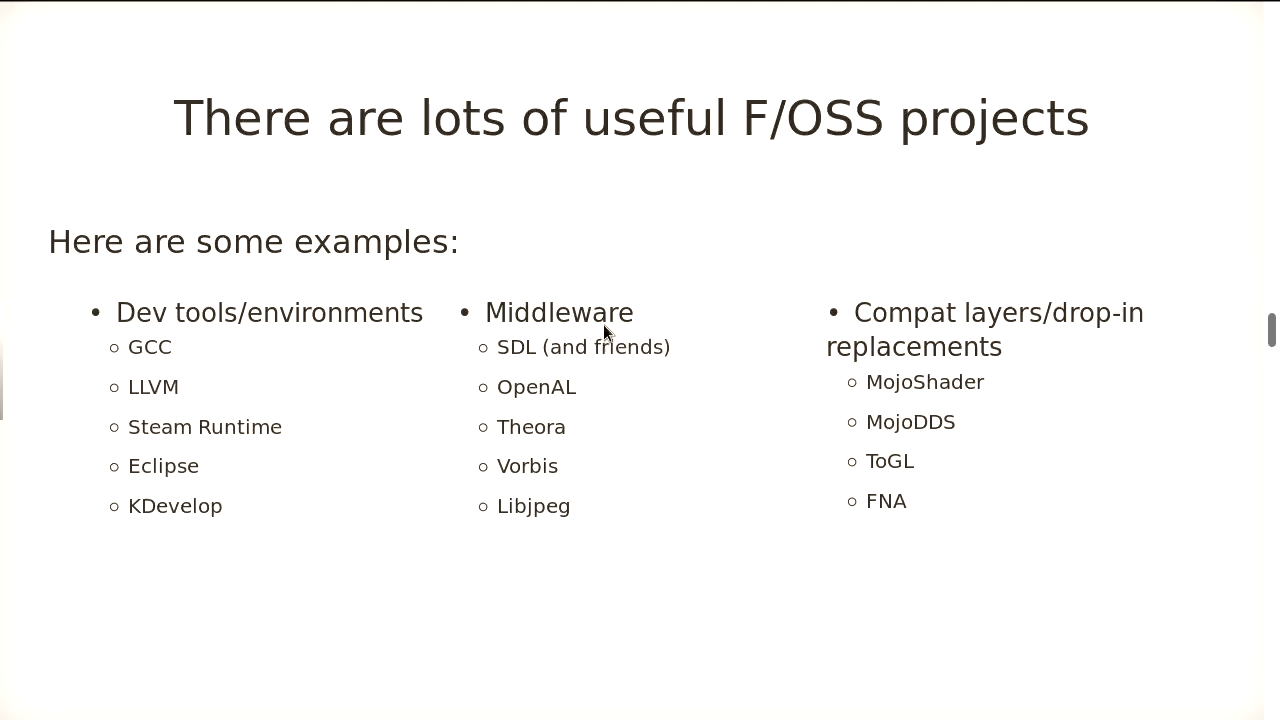 There are lots of useful F/OSS projects
Here are some examples:
• Dev tools/environments
○ GCC
○ LLVM
○ Steam Runtime
○ Eclipse
○ KDevelop
• Middleware
○ SDL (and friends)
○ OpenAL
○ Theora
○ Vorbis
○ Libjpeg
• Compat layers/drop-in
replacements
○ MojoShader
○ MojoDDS
○ ToGL
○ FNA